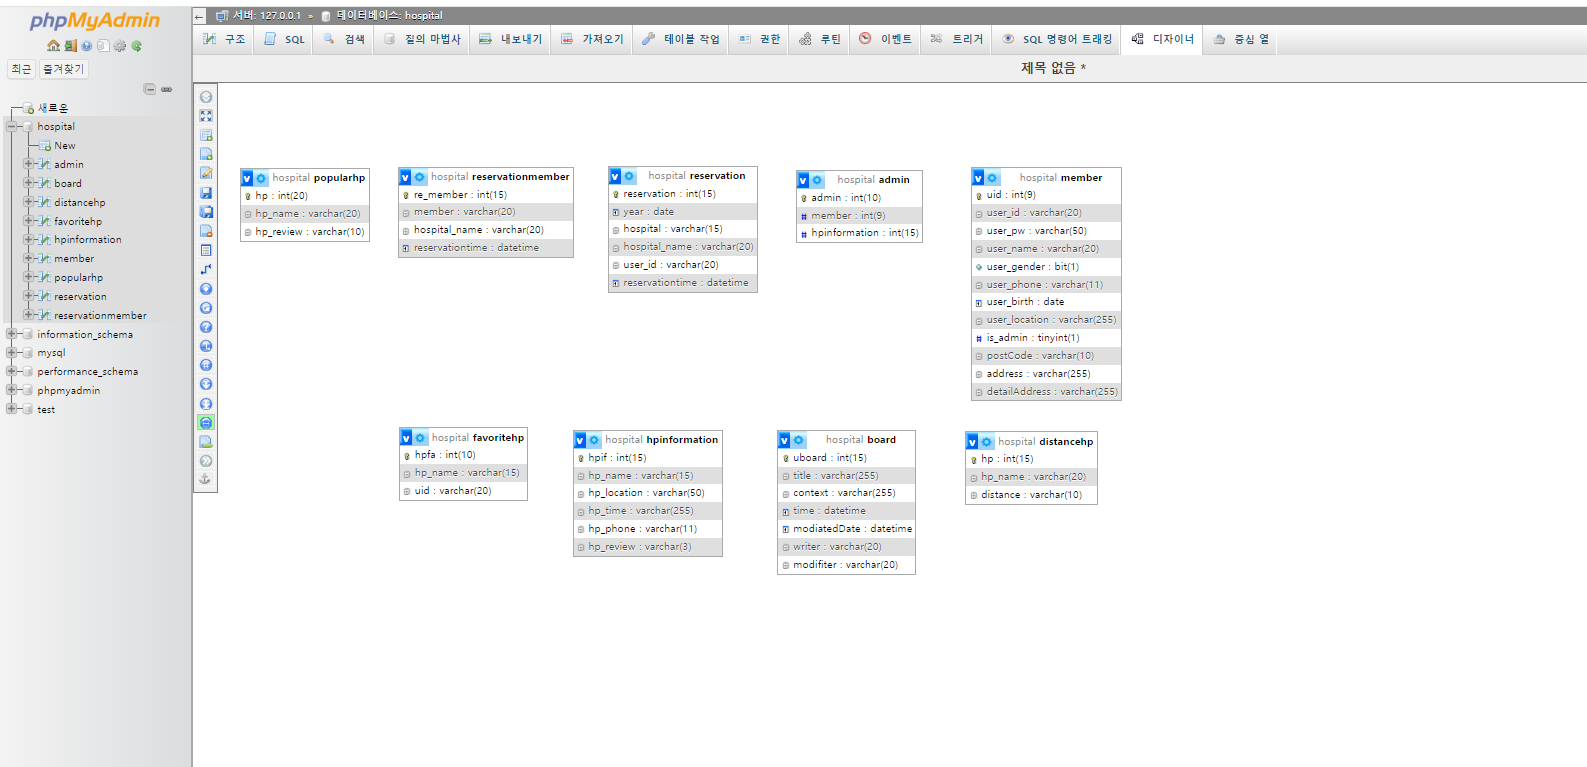 phpMyAdmin
최근 즐겨찾기
새로운
hospital
New
admin
board
distancehp
favoritehp
hpinformation
member
popularhp
reservation
reservationmember
information_schema
mysql
performance_schema
phpmyadmin
test
서버: 127.0.0.1 » 데이터베이스: hospital
구조 SQL 검색 질의 마법사 내보내기 가져오기 테이블 작업 권한 루틴 이벤트 트리거 SQL 명령어 트래킹 디자이너 중심 열
제목 없음 *
hospital popularhp
hp : int(20)
hp_name : varchar(20)
hp_review : varchar(10)
hospital reservationmember
re_member : int(15)
member : varchar(20)
hospital_name : varchar(20)
reservationtime : datetime
hospital reservation
reservation : int(15)
year : date
hospital : varchar(15)
hospital_name : varchar(20)
user_id : varchar(20)
reservationtime : datetime
hospital admin
admin : int(10)
member : int(9)
hpinformation : int(15)
hospital member
uid : int(9)
user_id : varchar(20)
user_pw : varchar(50)
user_name : varchar(20)
user_gender : bit(1)
user_phone : varchar(11)
user_birth : date
user_location : varchar(255)
is_admin : tinyint(1)
postCode : varchar(10)
address : varchar(255)
detailAddress : varchar(255)
hospital favoritehp
hpfa : int(10)
hp_name : varchar(15)
uid : varchar(20)
hospital hpinformation
hpif : int(15)
hp_name : varchar(15)
hp_location : varchar(50)
hp_time : varchar(255)
hp_phone : varchar(11)
hp_review : varchar(3)
hospital board
uboard : int(15)
title : varchar(255)
context : varchar(255)
time : datetime
modiatedDate : datetime
writer : varchar(20)
modifiter : varchar(20)
hospital distancehp
hp : int(15)
hp_name : varchar(20)
distance : varchar(10)